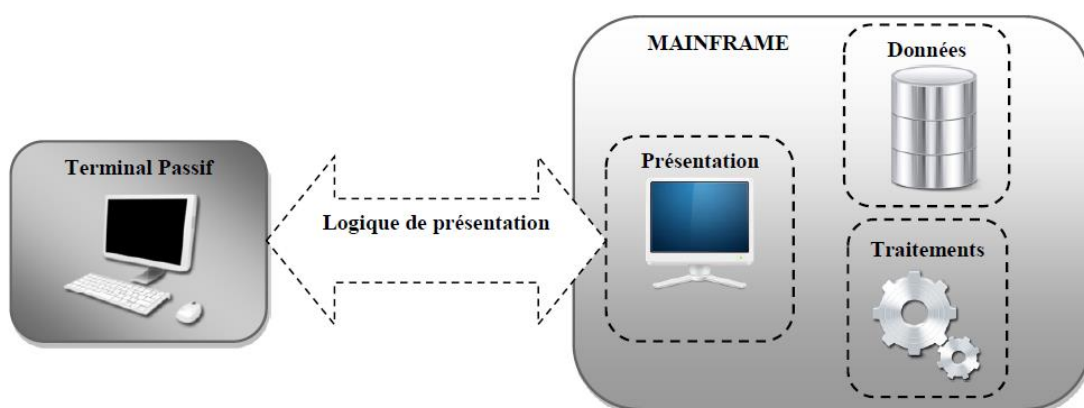 MAINFRAME
Données
Terminal Passif
Présentation
Logique de présentation
Traitements